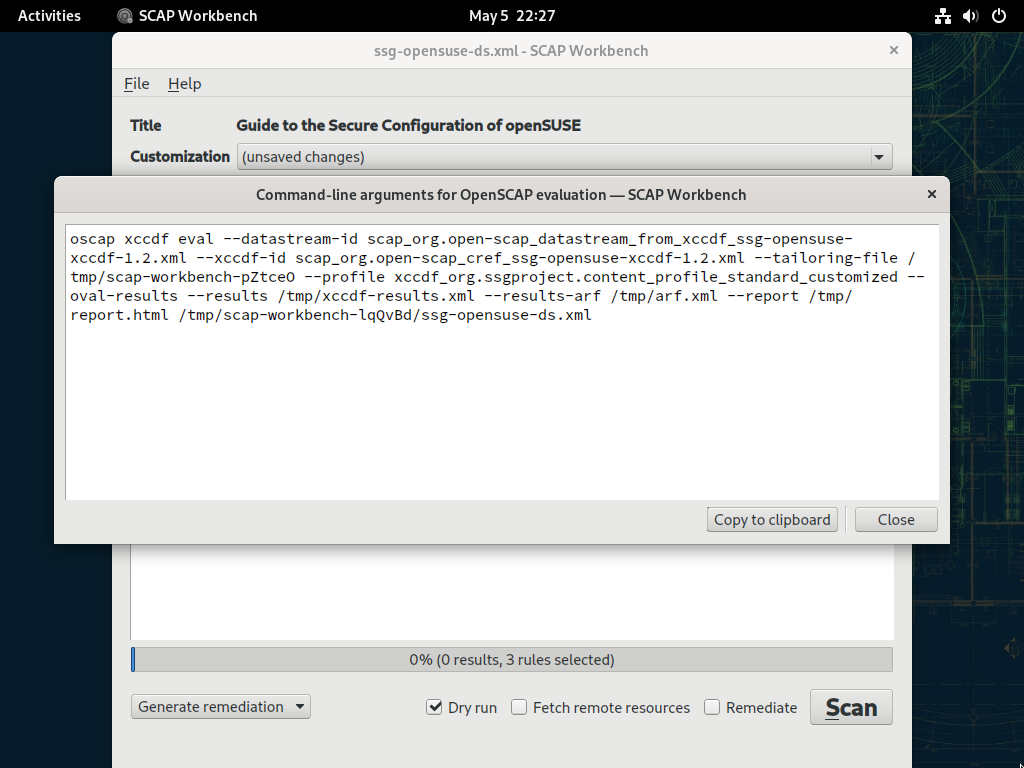 Activities
SCAP Workbench
May 5 22:27
ssg-opensuse-ds.xml - SCAP Workbench
File
Help
Title
Guide to the Secure Configuration of openSUSE
Customization
(unsaved changes)
Command-line arguments for OpenSCAP evaluation — SCAP Workbench
oscap xccdf eval --datastream-id scap_org.open-scap_datastream_from_xccdf_ssg-opensuse-
xccdf-1.2.xml --xccdf-id scap_org.open-scap_cref_ssg-opensuse-xccdf-1.2.xml --tailoring-file /
tmp/scap-workbench-pZtceO --profile xccdf_org.ssgproject.content_profile_standard_customized --
oval-results --results /tmp/xccdf-results.xml --results-arf /tmp/arf.xml --report /tmp/
report.html /tmp/scap-workbench-lqQvBd/ssg-opensuse-ds.xml
Copy to clipboard
Close
0% (0 results, 3 rules selected)
Generate remediation
Dry run
Fetch remote resources
Remediate
Scan